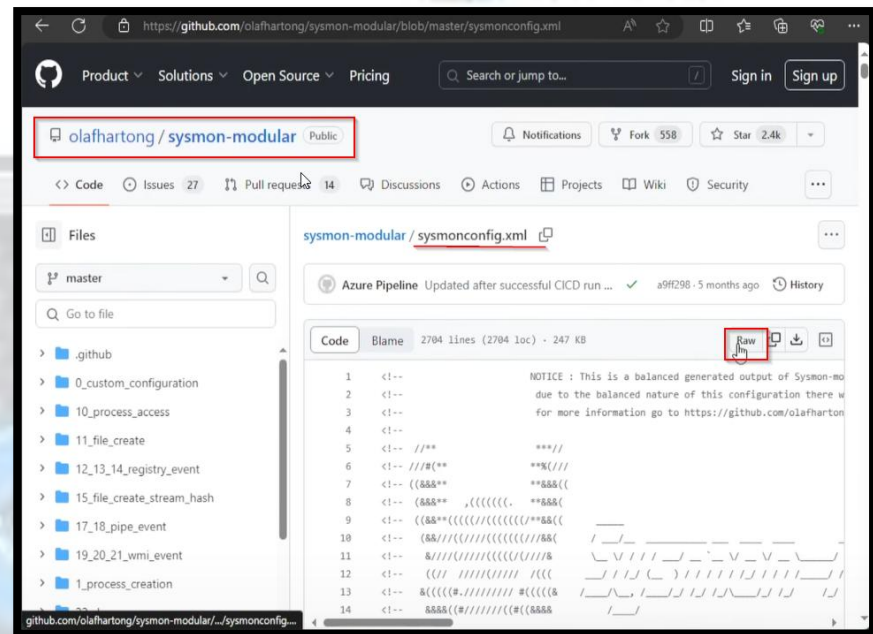 https://github.com/olafhartong/sysmon-modular/blob/master/sysmonconfig.xml
Product Solutions Open Source Pricing Search or jump to... / Sign in Sign up
olafhartong / sysmon-modular Public Notifications Fork 558 Star 2.4k
<> Code Issues 27 Pull requests 14 Discussions Actions Projects Wiki Security ...
Files
sysmon-modular / sysmonconfig.xml ...
master
Azure Pipeline Updated after successful CICD run ... a9ff298 · 5 months ago History
Go to file
Code Blame 2704 lines (2704 loc) · 247 KB Raw
.github
0_custom_configuration
10_process_access
11_file_create
12_13_14_registry_event
15_file_create_stream_hash
17_18_pipe_event
19_20_21_wmi_event
1_process_creation
1 <!-- NOTICE : This is a balanced generated output of Sysmon-mo
2 <!-- due to the balanced nature of this configuration there w
3 <!-- for more information go to https://github.com/olafharton
4 <!--
5 <!-- //** ***//
6 <!-- ///#(** **%(///
7 <!-- ((&&&** **&&&((
8 <!-- (&&&** ,(((((((. **&&&(
9 <!-- ((&&**(((((//(((((((/**&&((
10 <!--
11 <!--
12 <!--
13 <!--
14 <!--
github.com/olafhartong/sysmon-modular/.../sysmonconfig....